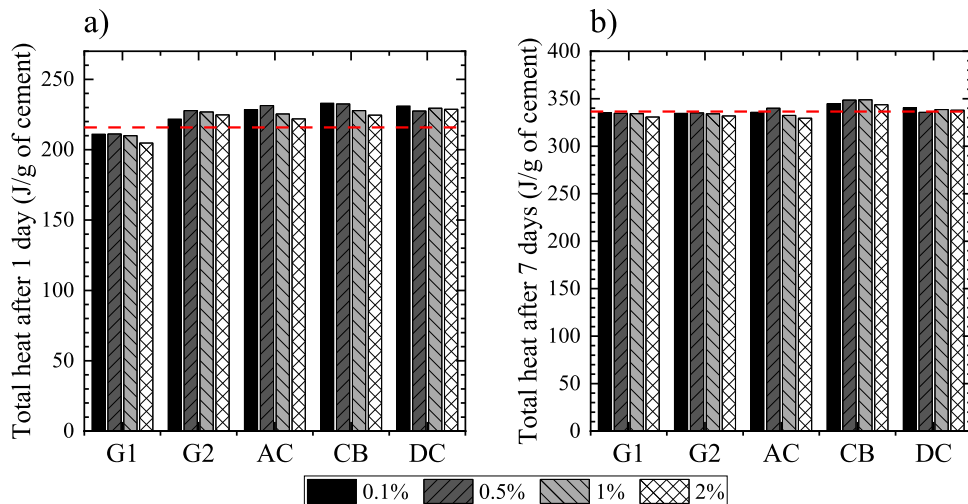 a)
Total heat after 1 day (J/g of cement)
250
200
150
100
50
0
G1 G2 AC CB DC
b)
Total heat after 7 days (J/g of cement)
400
350
300
250
200
150
100
50
0
G1 G2 AC CB DC
0.1% 0.5% 1% 2%